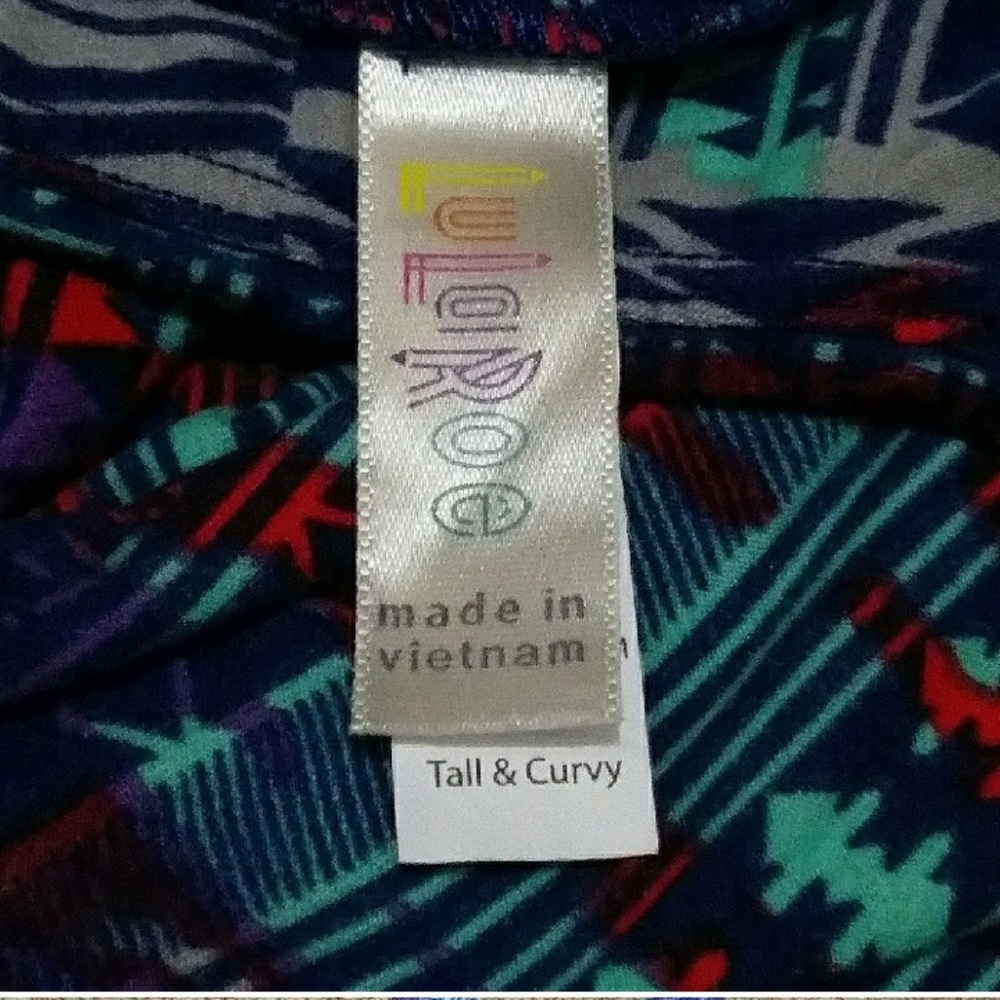 LuLaRoe
made in
vietnam
Tall & Curvy